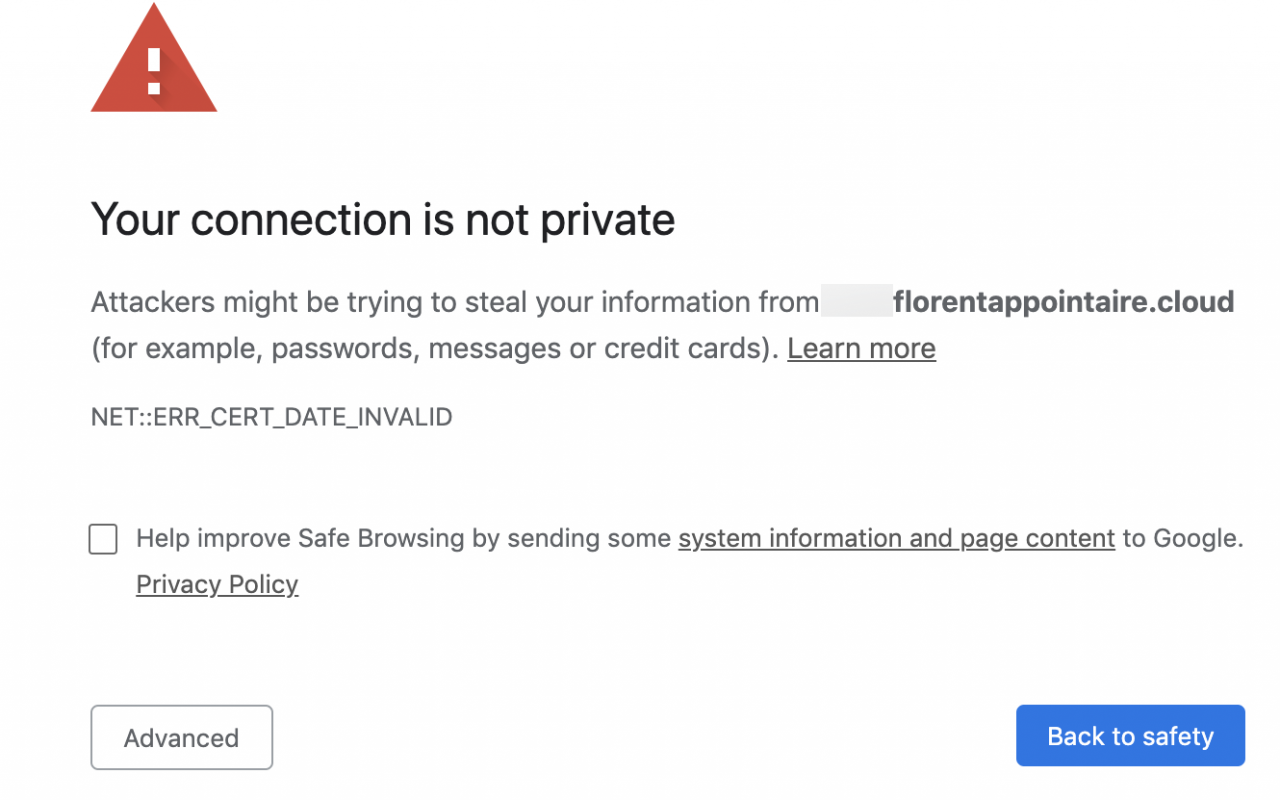 Your connection is not private
Attackers might be trying to steal your information from florentappointaire.cloud
(for example, passwords, messages or credit cards). Learn more
NET::ERR_CERT_DATE_INVALID
Help improve Safe Browsing by sending some system information and page content to Google.
Privacy Policy
Advanced
Back to safety